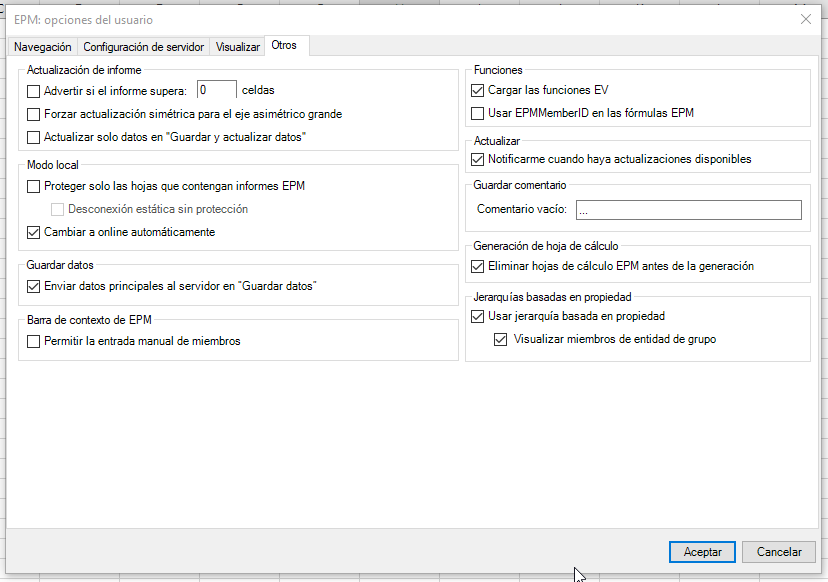 EPM: opciones del usuario
Navegación
Configuración de servidor
Visualizar
Otros
Actualización de informe
Advertir si el informe supera: 0 celdas
Forzar actualización simétrica para el eje asimétrico grande
Actualizar solo datos en "Guardar y actualizar datos"
Modo local
Proteger solo las hojas que contengan informes EPM
Desconexión estática sin protección
Cambiar a online automáticamente
Guardar datos
Enviar datos principales al servidor en "Guardar datos"
Barra de contexto de EPM
Permitir la entrada manual de miembros
Funciones
Cargar las funciones EV
Usar EPMMemberID en las fórmulas EPM
Actualizar
Notificarme cuando haya actualizaciones disponibles
Guardar comentario
Comentario vacío: ...
Generación de hoja de cálculo
Eliminar hojas de cálculo EPM antes de la generación
Jerarquías basadas en propiedad
Usar jerarquía basada en propiedad
Visualizar miembros de entidad de grupo
Aceptar
Cancelar